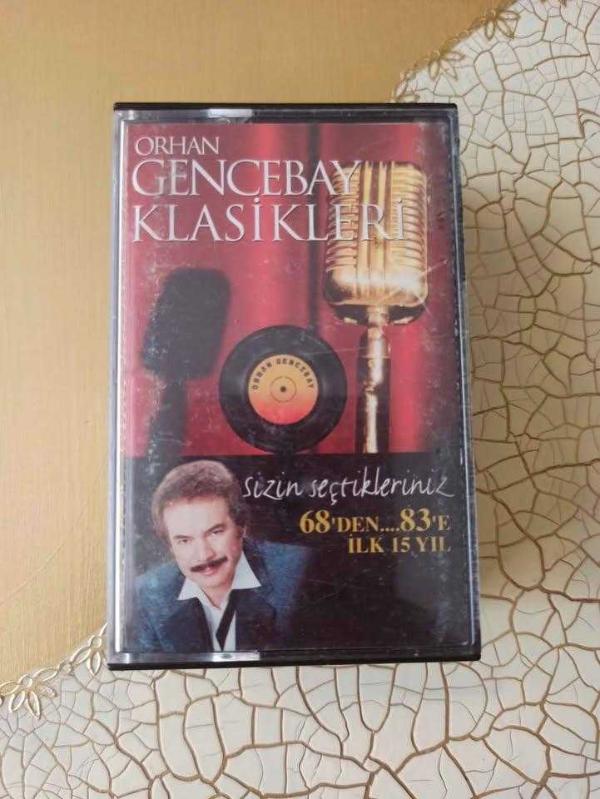 ORHAN
GENCEBAY
KLASİKLERİ
ORHAN GENCEBAY
sizin seçtikleriniz
68'DEN....83'E
İLK 15 YIL